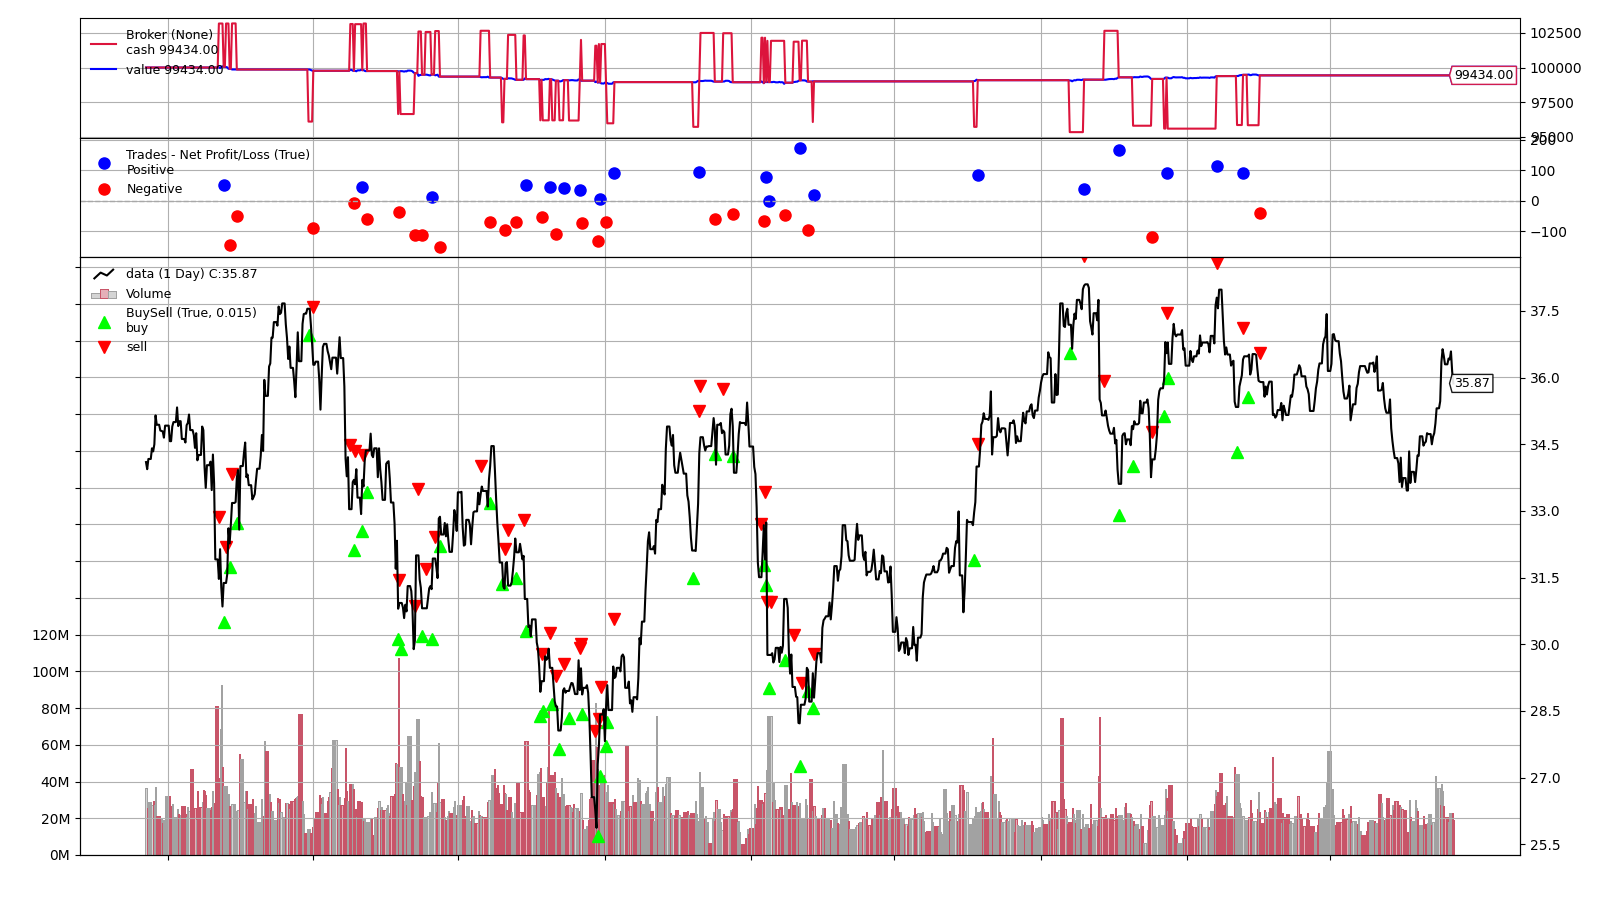 Broker (None)
cash 99434.00
value 99434.00
102500
100000
99434.00
97500
95000
Trades - Net Profit/Loss (True)
Positive
Negative
200
100
0
−100
data (1 Day) C:35.87
Volume
BuySell (True, 0.015)
buy
sell
37.5
36.0
35.87
34.5
33.0
31.5
30.0
28.5
27.0
25.5
120M
100M
80M
60M
40M
20M
0M